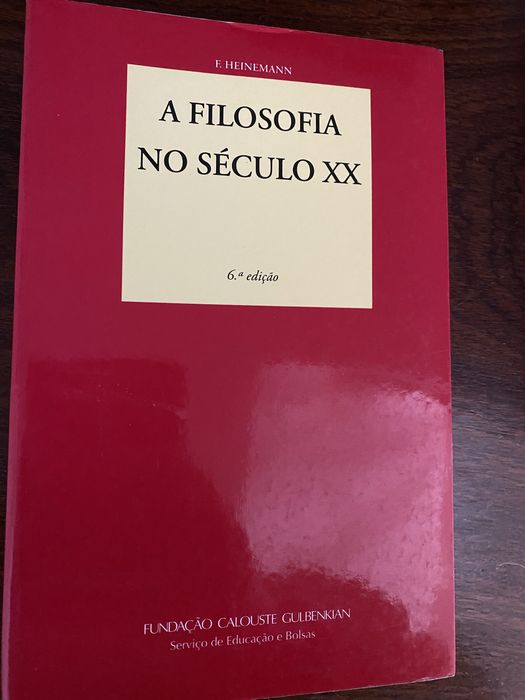 F. HEINEMANN
A FILOSOFIA
NO SÉCULO XX
6.ª edição
FUNDAÇÃO CALOUSTE GULBENKIAN
Serviço de Educação e Bolsas